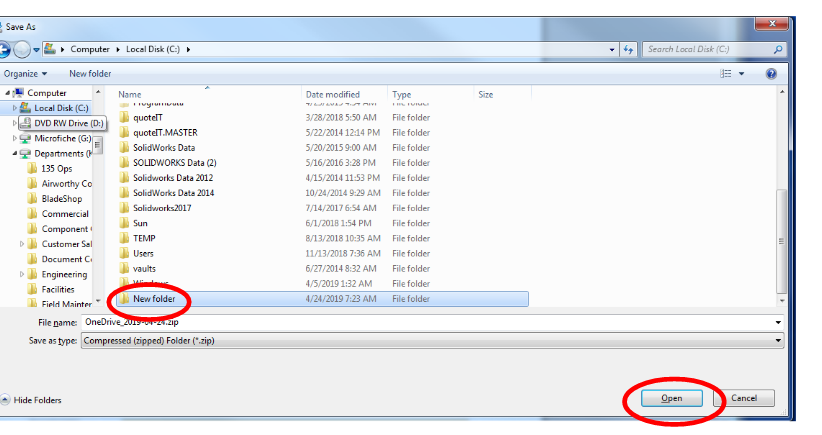 Save As
Computer ▸ Local Disk (C:) ▸
Search Local Disk (C:)
Organize ▾ New folder
Computer
Local Disk (C:)
DVD RW Drive (D:)
Microfiche (G:)
Departments (
135 Ops
Airworthy Co
BladeShop
Commercial
Component
Customer Sal
Document C
Engineering
Facilities
Field Mainter
Name Date modified Type Size
quoteIT 3/28/2018 5:50 AM File folder
quoteIT.MASTER 5/22/2014 12:14 PM File folder
SolidWorks Data 5/20/2015 9:00 AM File folder
SOLIDWORKS Data (2) 5/16/2016 3:28 PM File folder
Solidworks Data 2012 4/15/2014 11:53 PM File folder
SolidWorks Data 2014 10/24/2014 9:29 AM File folder
Solidworks2017 7/14/2017 6:54 AM File folder
Sun 6/1/2018 1:54 PM File folder
TEMP 8/13/2018 10:35 AM File folder
Users 11/13/2018 7:36 AM File folder
vaults 6/27/2014 8:32 AM File folder
Windows 4/5/2019 1:32 AM File folder
New folder 4/24/2019 7:23 AM File folder
File name: OneDrive_2019-04-24.zip
Save as type: Compressed (zipped) Folder (*.zip)
Hide Folders
Open Cancel